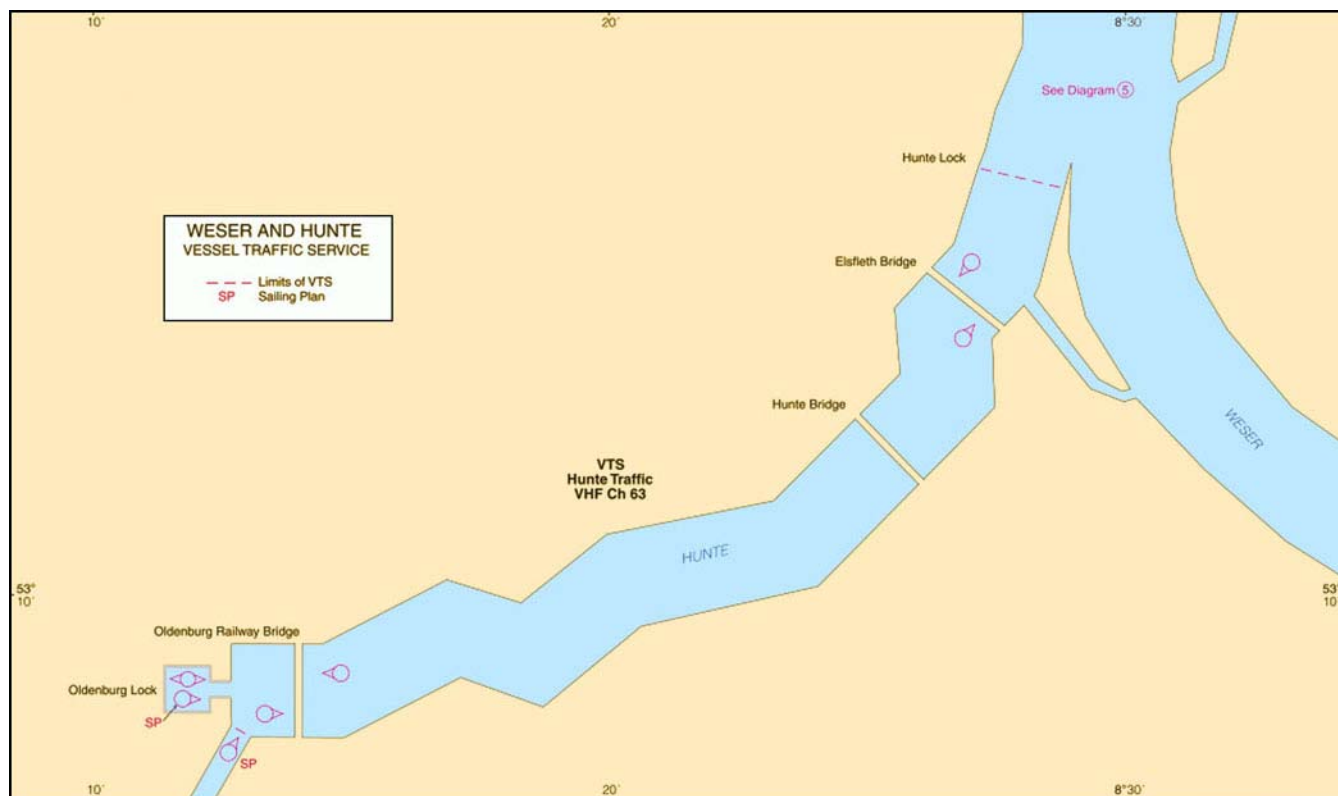 10´
20´
8°30´
See Diagram 5
Hunte Lock
WESER AND HUNTE
VESSEL TRAFFIC SERVICE
Limits of VTS
SP Sailing Plan
Elsfleth Bridge
Hunte Bridge
WESER
VTS
Hunte Traffic
VHF Ch 63
HUNTE
53°
10´
53°
10´
Oldenburg Railway Bridge
Oldenburg Lock
SP
SP
10´
20´
8°30´